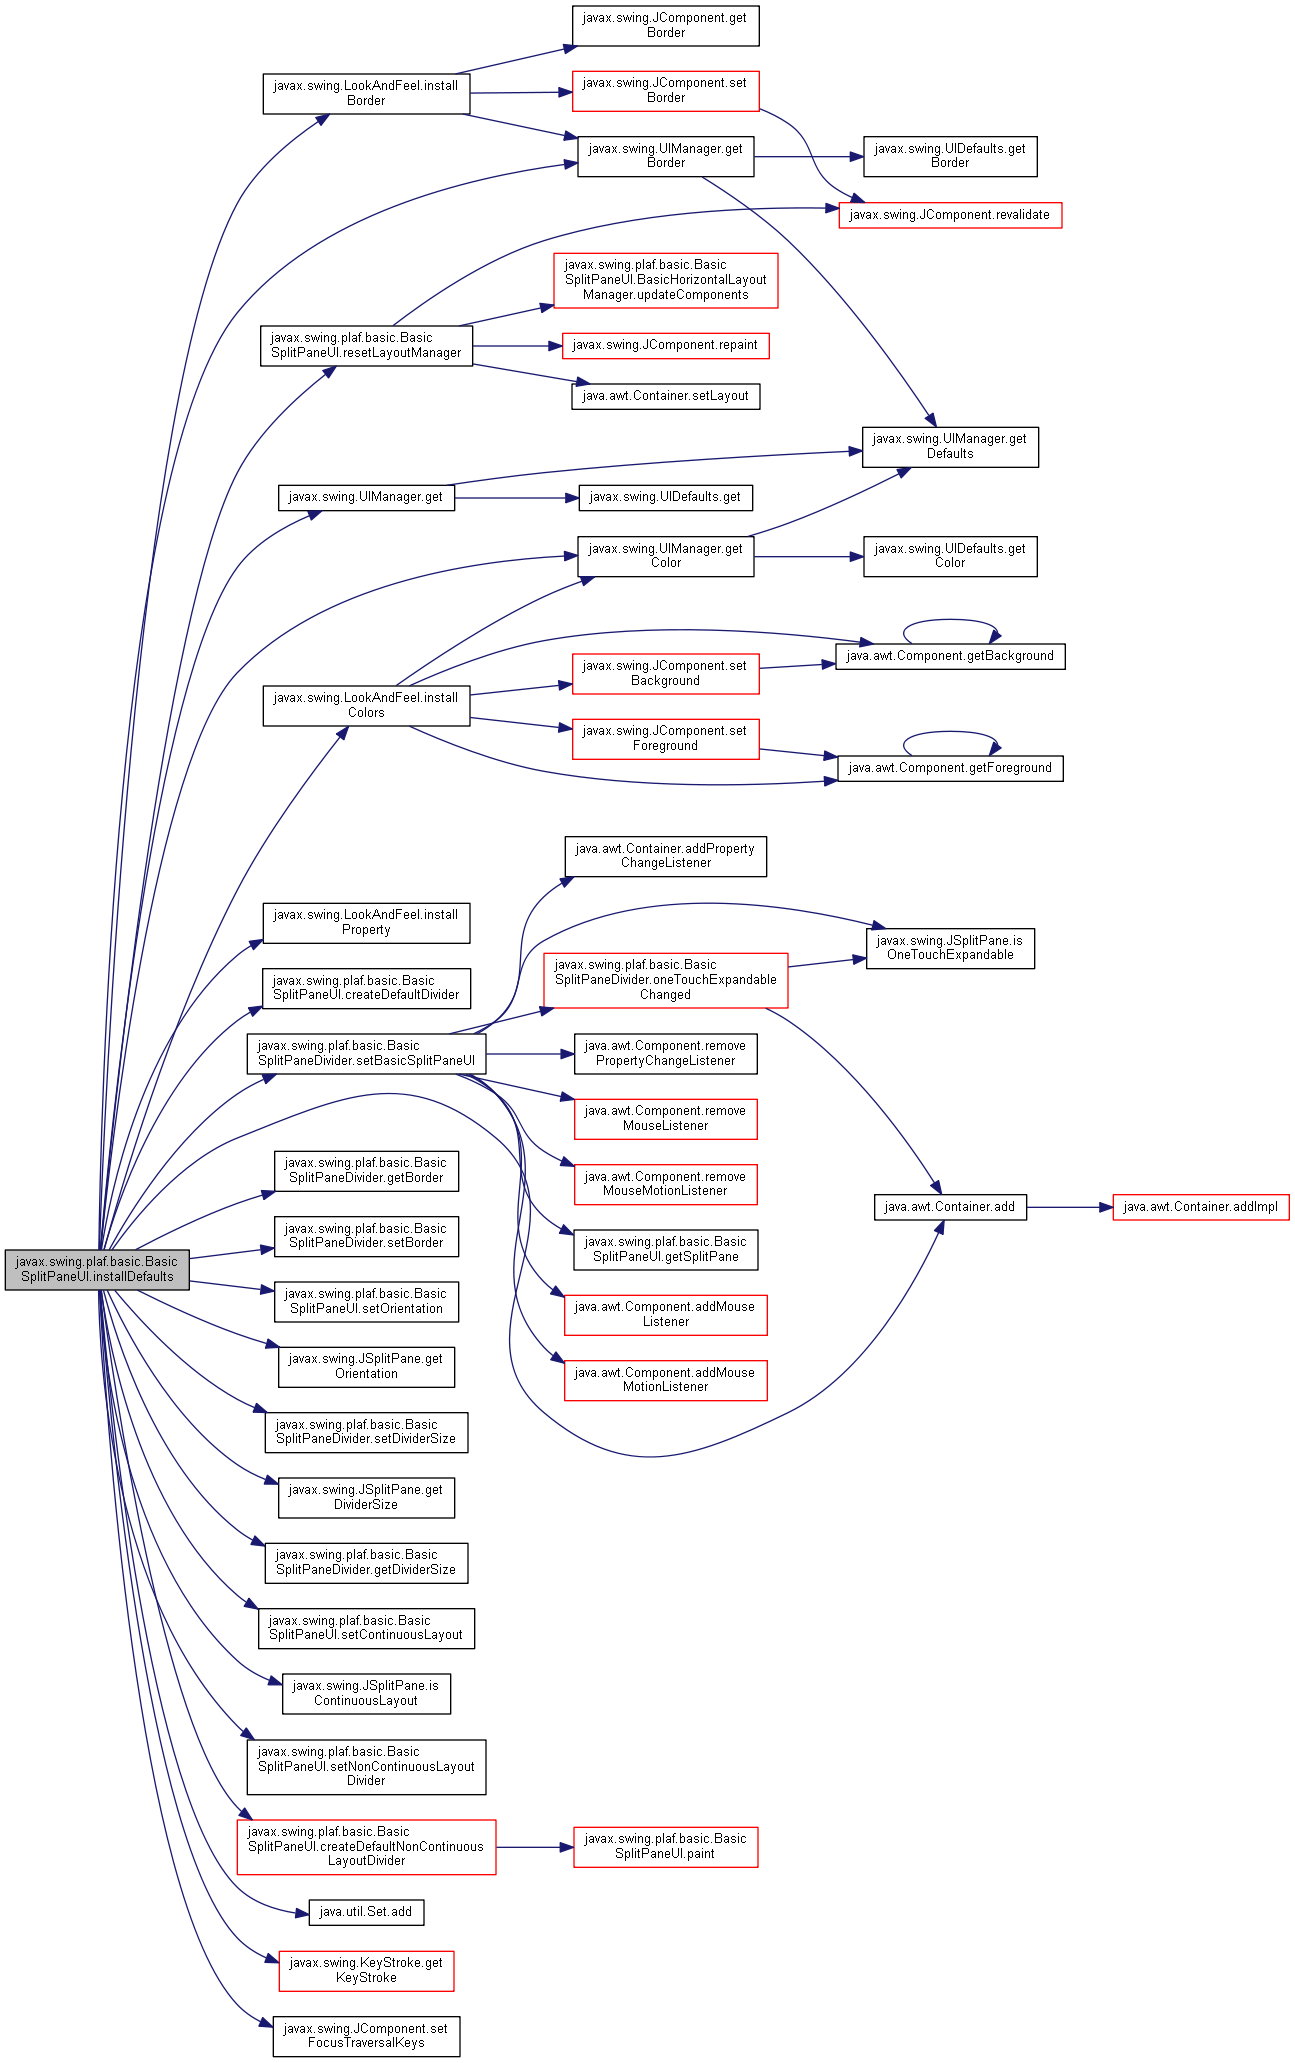 javax.swing.JComponent.get
Border
javax.swing.LookAndFeel.install
Border
javax.swing.JComponent.set
Border
javax.swing.UIManager.get
Border
javax.swing.UIDefaults.get
Border
javax.swing.JComponent.revalidate
javax.swing.plaf.basic.Basic
SplitPaneUI.BasicHorizontalLayout
Manager.updateComponents
javax.swing.plaf.basic.Basic
SplitPaneUI.resetLayoutManager
javax.swing.JComponent.repaint
java.awt.Container.setLayout
javax.swing.UIManager.get
Defaults
javax.swing.UIManager.get
javax.swing.UIDefaults.get
javax.swing.UIManager.get
Color
javax.swing.UIDefaults.get
Color
java.awt.Component.getBackground
javax.swing.JComponent.set
Background
javax.swing.LookAndFeel.install
Colors
javax.swing.JComponent.set
Foreground
java.awt.Component.getForeground
java.awt.Container.addProperty
ChangeListener
javax.swing.LookAndFeel.install
Property
javax.swing.JSplitPane.is
OneTouchExpandable
javax.swing.plaf.basic.Basic
SplitPaneDivider.oneTouchExpandable
Changed
javax.swing.plaf.basic.Basic
SplitPaneUI.createDefaultDivider
javax.swing.plaf.basic.Basic
SplitPaneDivider.setBasicSplitPaneUI
java.awt.Component.remove
PropertyChangeListener
java.awt.Component.remove
MouseListener
javax.swing.plaf.basic.Basic
SplitPaneDivider.getBorder
java.awt.Component.remove
MouseMotionListener
java.awt.Container.add
java.awt.Container.addImpl
javax.swing.plaf.basic.Basic
SplitPaneDivider.setBorder
javax.swing.plaf.basic.Basic
SplitPaneUI.getSplitPane
javax.swing.plaf.basic.Basic
SplitPaneUI.installDefaults
javax.swing.plaf.basic.Basic
SplitPaneUI.setOrientation
java.awt.Component.addMouse
Listener
javax.swing.JSplitPane.get
Orientation
java.awt.Component.addMouse
MotionListener
javax.swing.plaf.basic.Basic
SplitPaneDivider.setDividerSize
javax.swing.JSplitPane.get
DividerSize
javax.swing.plaf.basic.Basic
SplitPaneDivider.getDividerSize
javax.swing.plaf.basic.Basic
SplitPaneUI.setContinuousLayout
javax.swing.JSplitPane.is
ContinuousLayout
javax.swing.plaf.basic.Basic
SplitPaneUI.setNonContinuousLayout
Divider
javax.swing.plaf.basic.Basic
SplitPaneUI.createDefaultNonContinuous
LayoutDivider
javax.swing.plaf.basic.Basic
SplitPaneUI.paint
java.util.Set.add
javax.swing.KeyStroke.get
KeyStroke
javax.swing.JComponent.set
FocusTraversalKeys